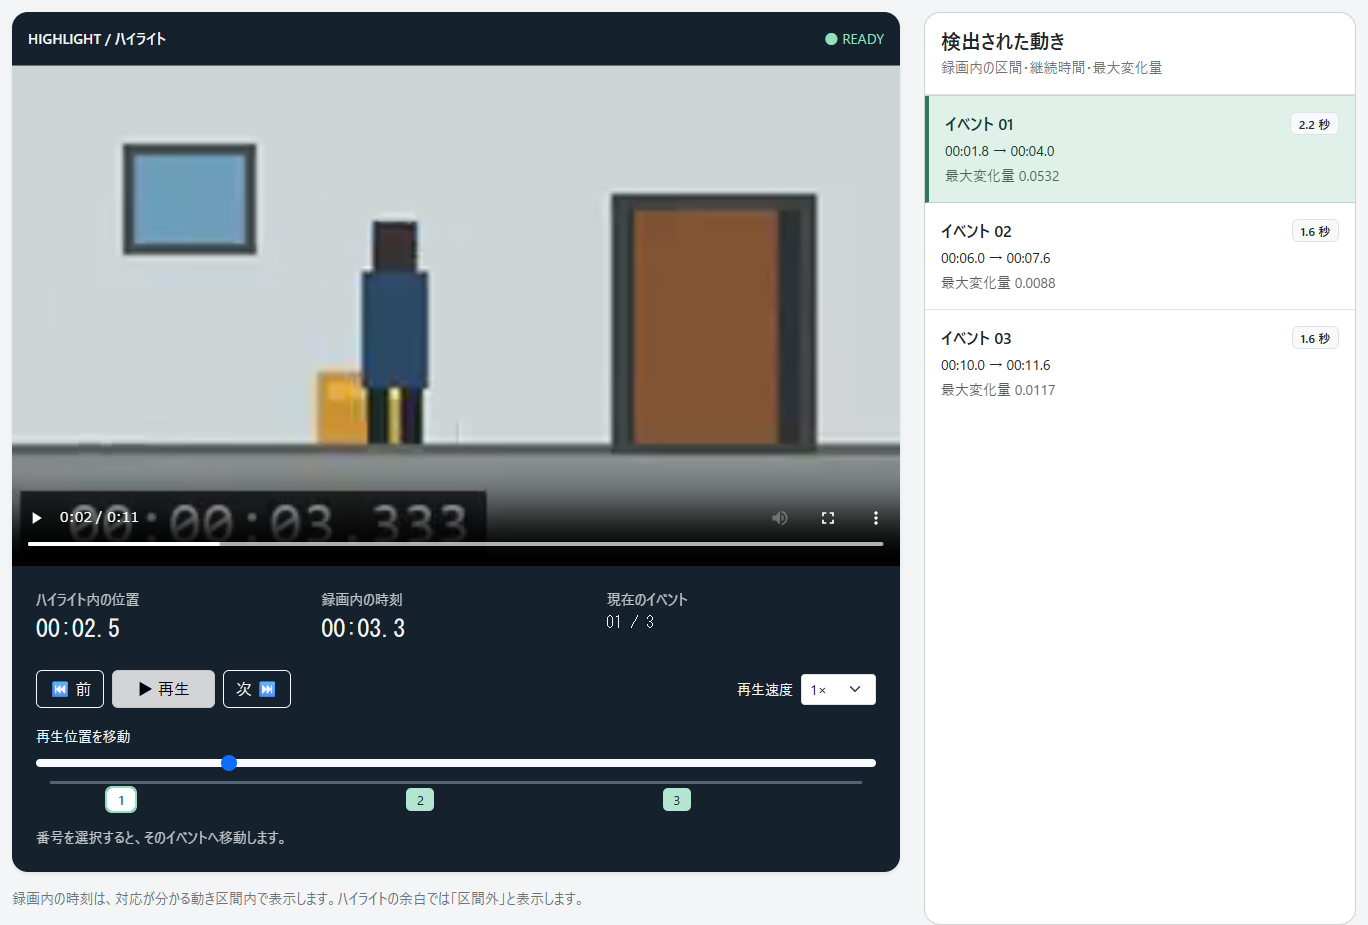 HIGHLIGHT / ハイライト
READY
00:00:03.333
0:02 / 0:11
ハイライト内の位置
00:02.5
録画内の時刻
00:03.3
現在のイベント
01 / 3
⏮ 前
▶ 再生
次 ⏭
再生速度
1×
再生位置を移動
1
2
3
番号を選択すると、そのイベントへ移動します。
録画内の時刻は、対応が分かる動き区間内で表示します。ハイライトの余白では「区間外」と表示します。
検出された動き
録画内の区間・継続時間・最大変化量
イベント 01
2.2 秒
00:01.8 → 00:04.0
最大変化量 0.0532
イベント 02
1.6 秒
00:06.0 → 00:07.6
最大変化量 0.0088
イベント 03
1.6 秒
00:10.0 → 00:11.6
最大変化量 0.0117